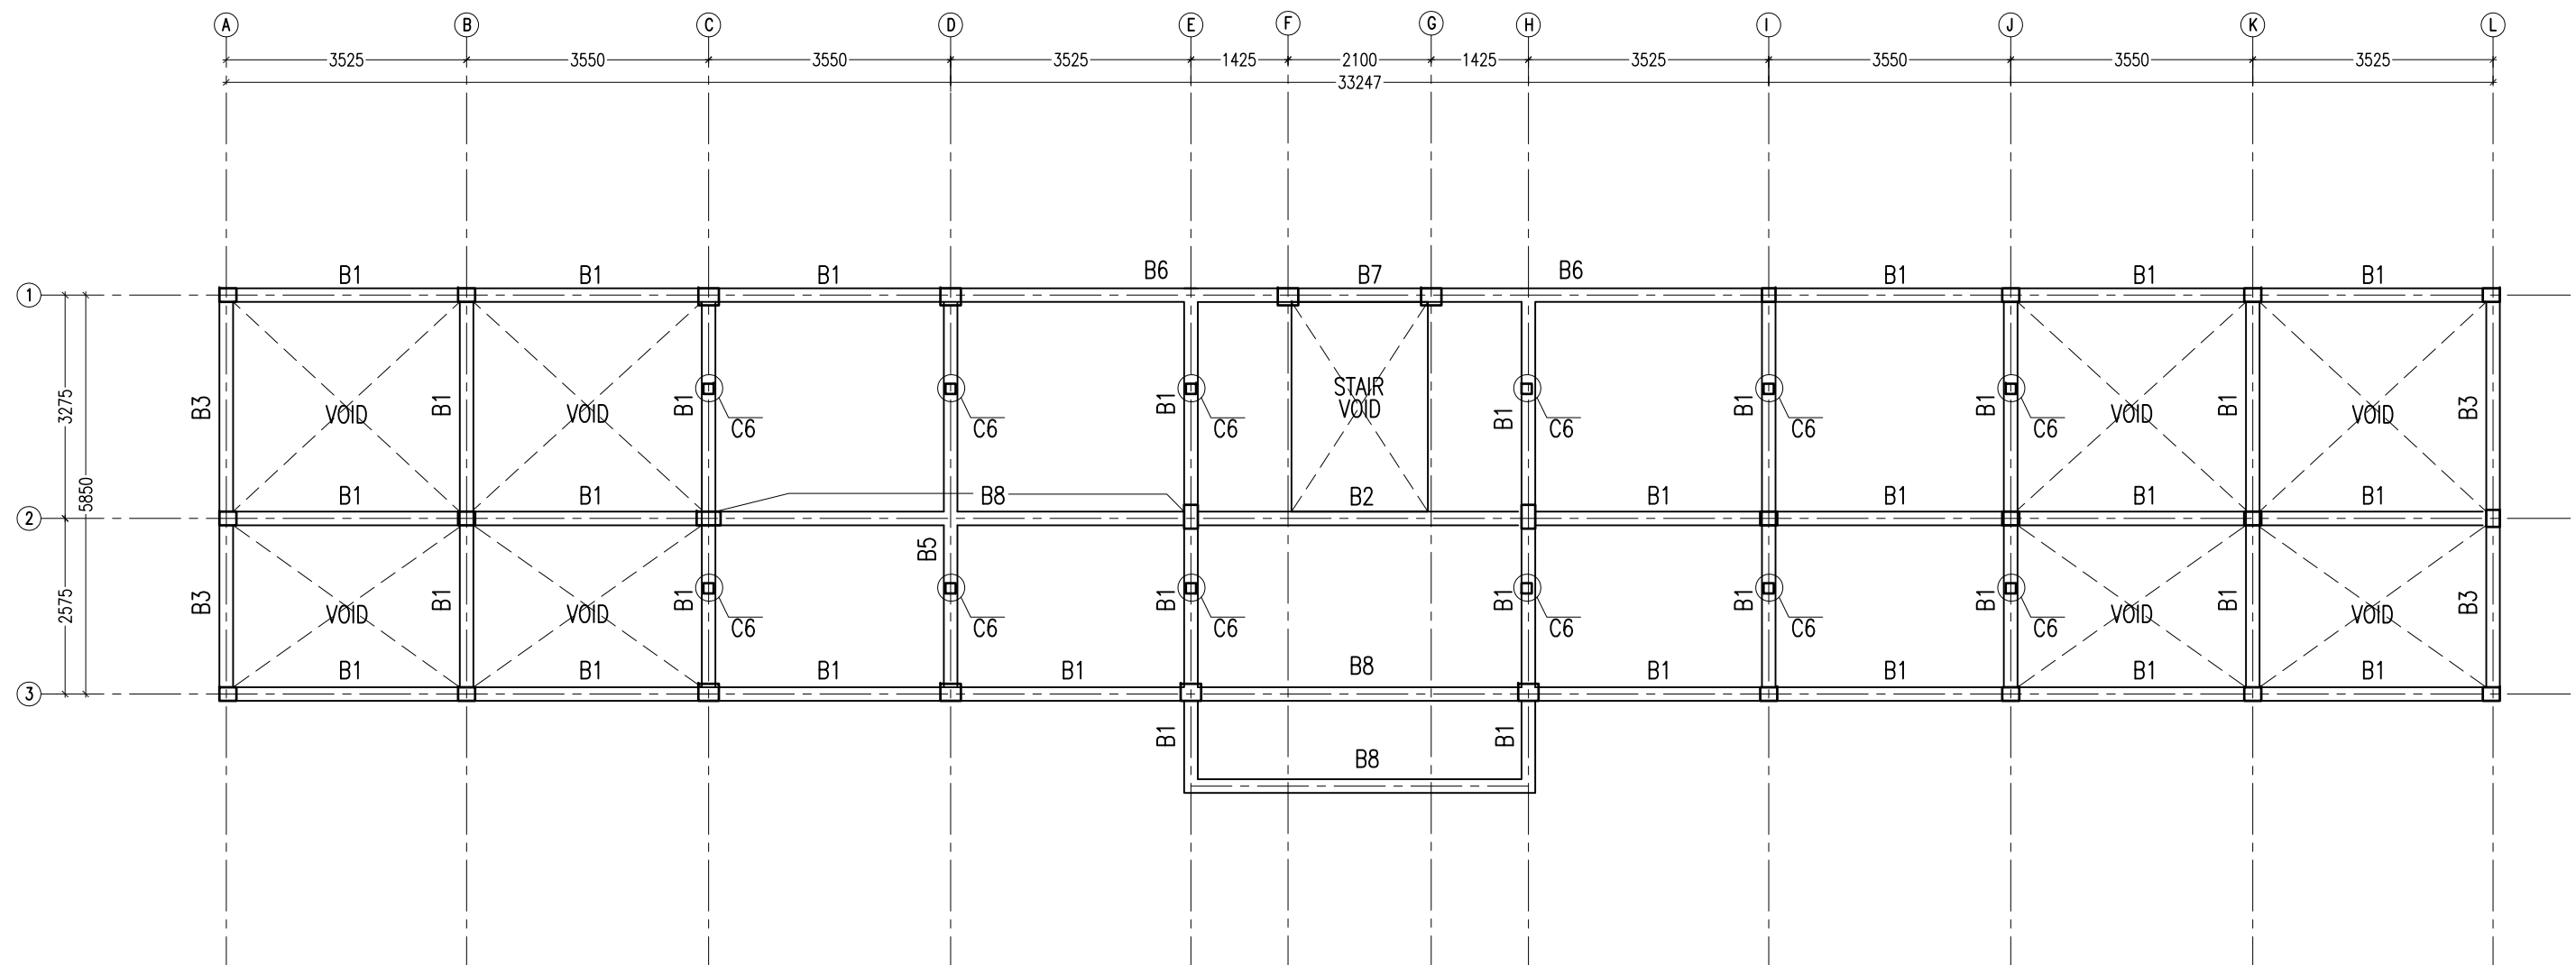 A B C D E F G H I J K L
3525 3550 3550 3525 1425 2100 1425 3525 3550 3550 3525
33247
B6 B6
B1 B1 B1 B7 B1 B1 B1
1
3275
5850
2575
STAIR
B3 B1 B1 B1 B1 B1 B1 B1 B3
VOID VOID VOID VOID VOID
C6 C6 C6 C6 C6 C6
B1 B1 B8 B2 B1 B1 B1 B1
2
B5
B3 B1 B1 B1 B1 B1 B1 B1 B3
VOID VOID VOID VOID
C6 C6 C6 C6 C6 C6
B1 B1 B1 B1 B8 B1 B1 B1 B1
3
B1 B1
B8